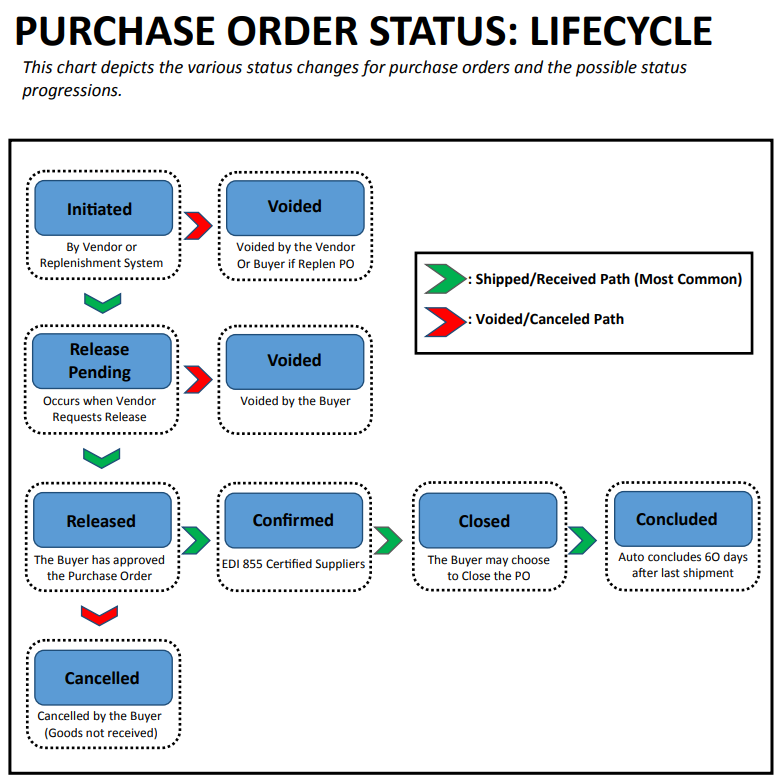 PURCHASE ORDER STATUS: LIFECYCLE
This chart depicts the various status changes for purchase orders and the possible status
progressions.
Initiated
By Vendor or
Replenishment System
Voided
Voided by the Vendor
Or Buyer if Replen PO
: Shipped/Received Path (Most Common)
: Voided/Canceled Path
Release
Pending
Occurs when Vendor
Requests Release
Voided
Voided by the Buyer
Released
The Buyer has approved
the Purchase Order
Confirmed
EDI 855 Certified Suppliers
Closed
The Buyer may choose
to Close the PO
Concluded
Auto concludes 60 days
after last shipment
Cancelled
Cancelled by the Buyer
(Goods not received)